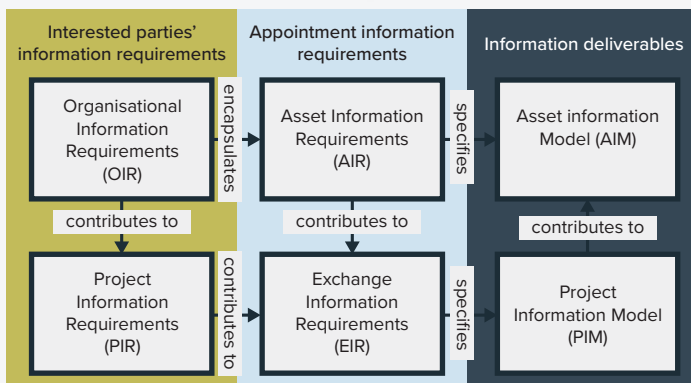 Interested parties'
information requirements
Appointment information
requirements
Information deliverables
Organisational
Information
Requirements
(OIR)
encapsulates
Asset Information
Requirements
(AIR)
specifies
Asset information
Model (AIM)
contributes to
contributes to
contributes to
Project
Information
Requirements
(PIR)
contributes to
Exchange
Information
Requirements
(EIR)
specifies
Project
Information Model
(PIM)